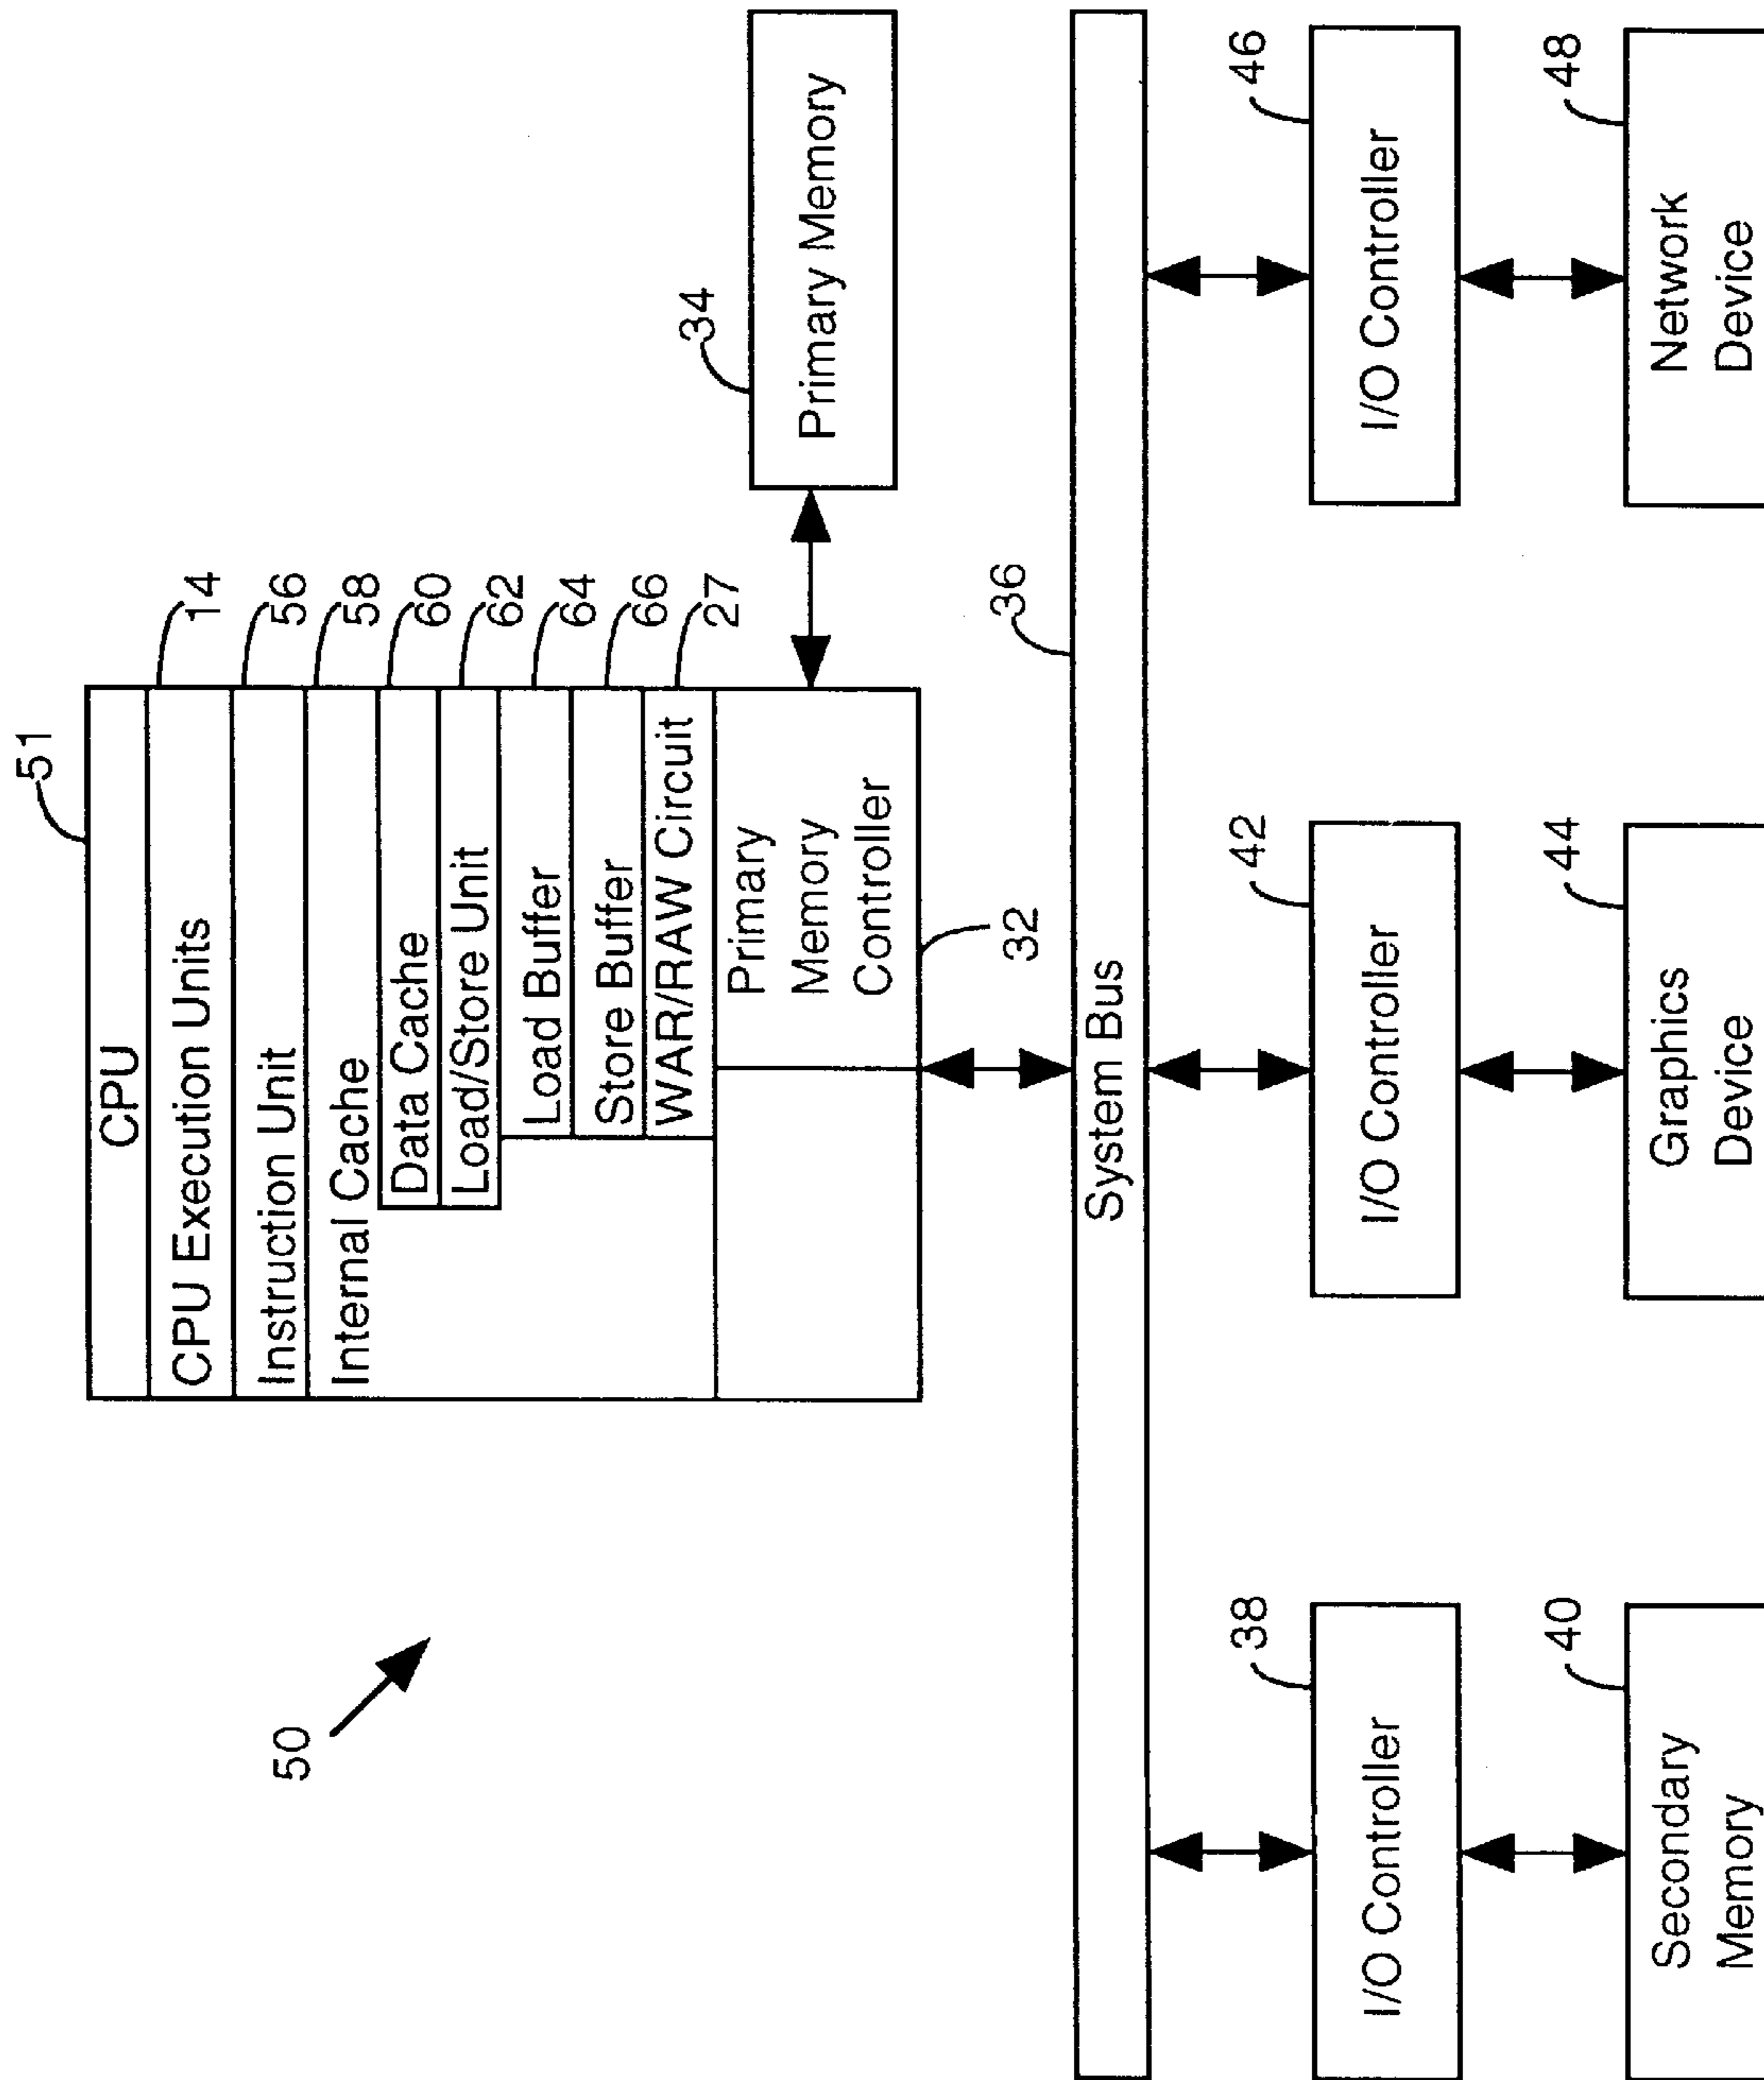 50
51
CPU
CPU Execution Units
14
Instruction Unit
56
Internal Cache
58
Data Cache
60
Load/Store Unit
62
Load Buffer
64
Store Buffer
66
WAR/RAW Circuit
27
Primary
Memory
Controller
32
34
Primary Memory
36
System Bus
38
I/O Controller
42
I/O Controller
46
I/O Controller
40
Secondary
Memory
44
Graphics
Device
48
Network
Device